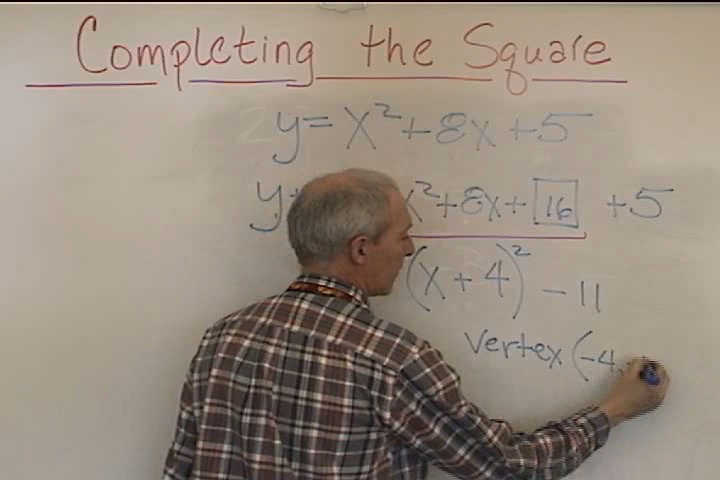 Completing the Square
y = x² + 8x + 5
y x² + 8x + 16 + 5
(x + 4)² - 11
Vertex (-4,